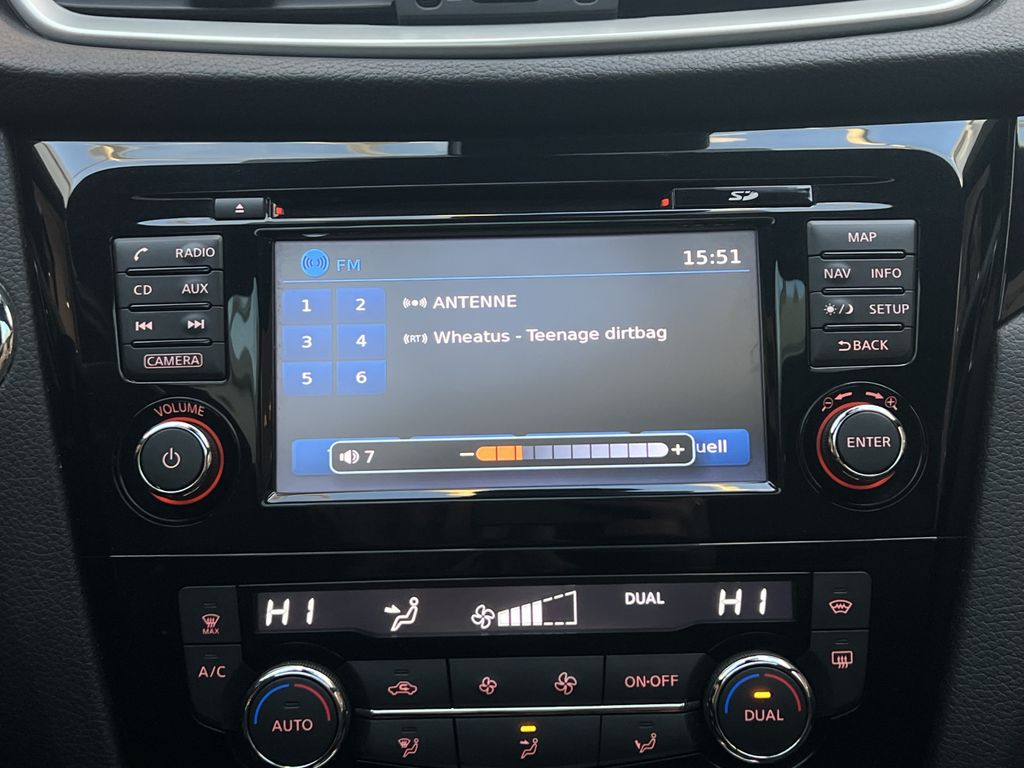 SD
RADIO
CD AUX
CAMERA
VOLUME
FM 15:51
1 2
3 4
5 6
ANTENNE
(RT) Wheatus - Teenage dirtbag
7 − +
uell
MAP
NAV INFO
SETUP
BACK
ENTER
HI DUAL HI
MAX
A/C
AUTO
ON·OFF
DUAL